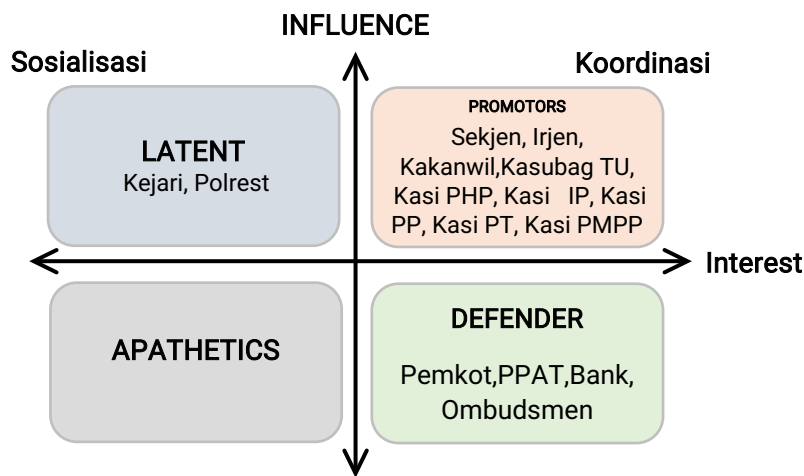 INFLUENCE
Sosialisasi
Koordinasi
LATENT
Kejari, Polrest
PROMOTORS
Sekjen, Irjen,
Kakanwil,Kasubag TU,
Kasi PHP, Kasi IP, Kasi
PP, Kasi PT, Kasi PMPP
Interest
APATHETICS
DEFENDER
Pemkot,PPAT,Bank,
Ombudsmen